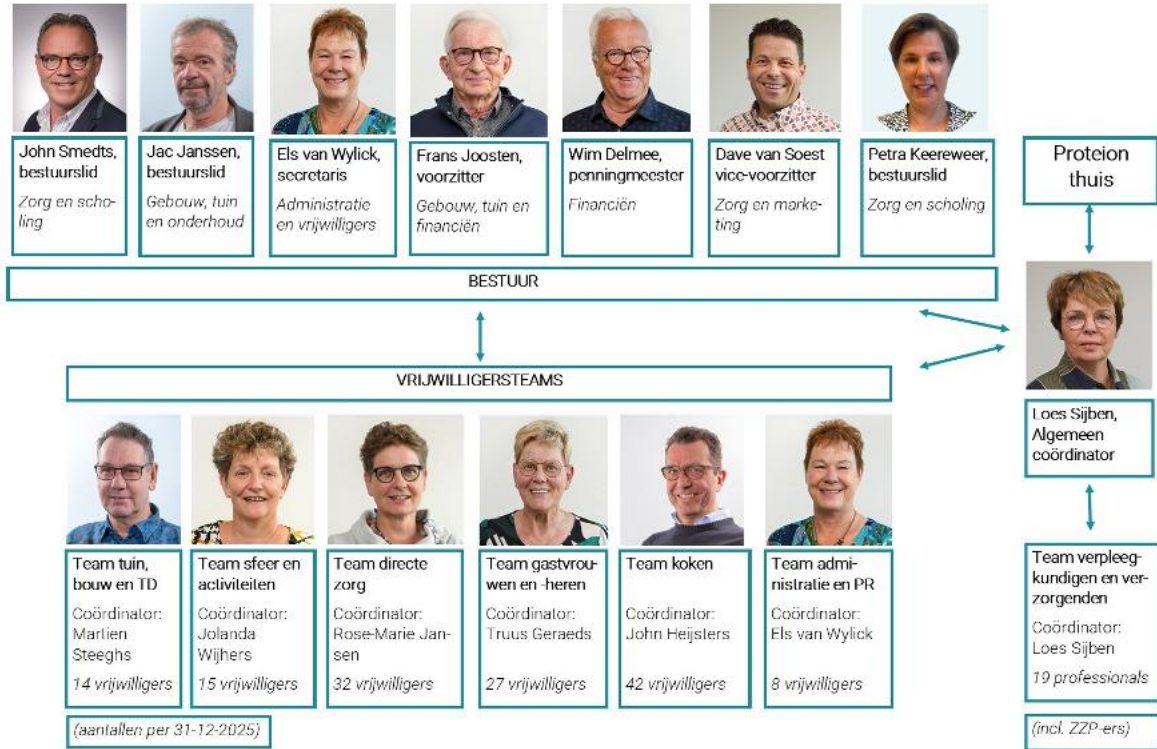 John Smedts,
bestuurslid
Zorg en scho-
ling
Jac Janssen,
bestuurslid
Gebouw, tuin
en onderhoud
Els van Wylick,
secretaris
Administratie
en vrijwilligers
Frans Joosten,
voorzitter
Gebouw, tuin en
financiën
Wim Delmee,
penningmeester
Financiën
Dave van Soest
vice-voorzitter
Zorg en marke-
ting
Petra Keereweer,
bestuurslid
Zorg en scholing
Proteion
thuis
BESTUUR
VRIJWILLIGERSTEAMS
Loes Sijben,
Algemeen
coördinator
Team tuin,
bouw en TD
Coördinator:
Martien
Steeghs
14 vrijwilligers
Team sfeer en
activiteiten
Coördinator:
Jolanda
Wijhers
15 vrijwilligers
Team directe
zorg
Coördinator:
Rose-Marie Jan-
sen
32 vrijwilligers
Team gastvrou-
wen en -heren
Coördinator:
Truus Geraeds
27 vrijwilligers
Team koken
Coördinator:
John Heijsters
42 vrijwilligers
Team admi-
nistratie en PR
Coördinator:
Els van Wylick
8 vrijwilligers
Team verpleeg-
kundigen en ver-
zorgenden
Coördinator:
Loes Sijben
19 professionals
(aantallen per 31-12-2025)
(incl. ZZP-ers)